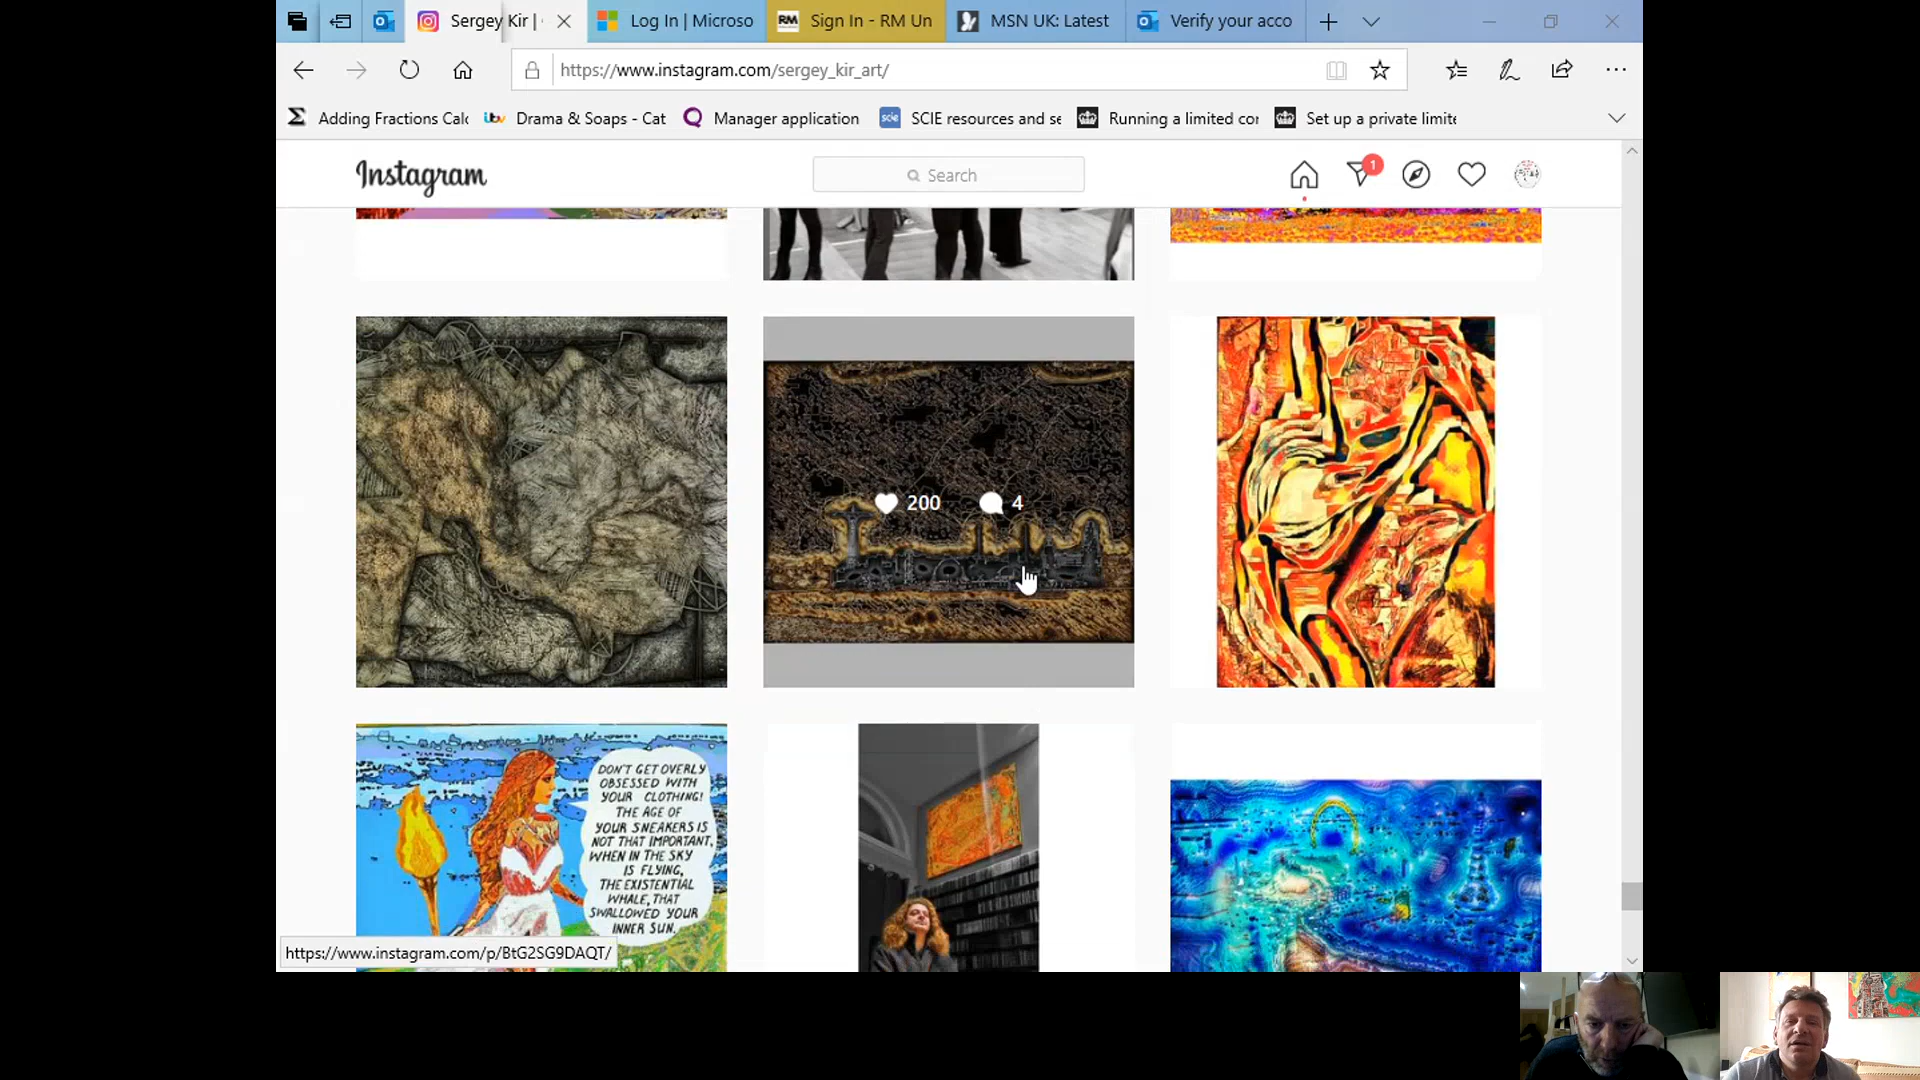 Sergey Kir |
Log In | Microso
RM
Sign In - RM Un
MSN UK: Latest
Verify your acco
https://www.instagram.com/sergey_kir_art/
Adding Fractions Calc
itv
Drama & Soaps - Cat
Manager application
scie
SCIE resources and se
Running a limited cor
Set up a private limite
Instagram
Search
1
200
4
DON'T GET OVERLY
OBSESSED WITH
YOUR CLOTHING!
THE AGE OF
YOUR SNEAKERS IS
NOT THAT IMPORTANT,
WHEN IN THE SKY
IS FLYING,
THE EXISTENTIAL
WHALE, THAT
SWALLOWED YOUR
INNER SUN.
https://www.instagram.com/p/BtG2SG9DAQT/